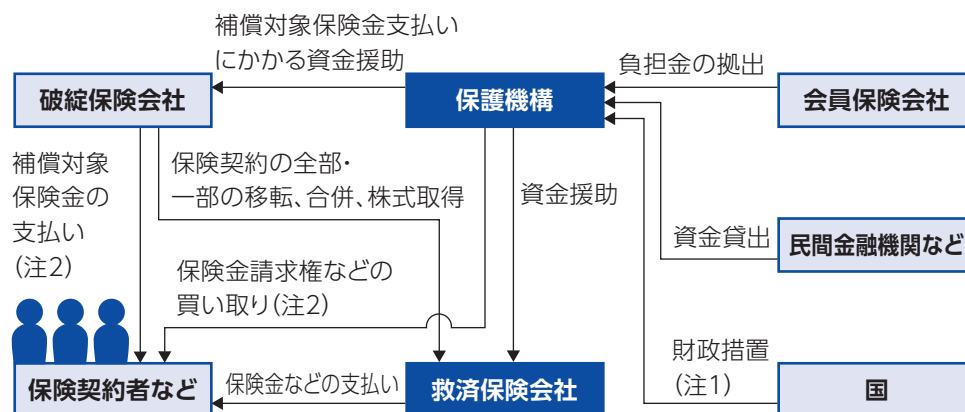 補償対象保険金支払い
にかかる資金援助
負担金の拠出
破綻保険会社
保護機構
会員保険会社
補償対象
保険金の
支払い
(注2)
保険契約の全部・
一部の移転、合併、株式取得
資金援助
資金貸出
民間金融機関など
保険金請求権などの
買い取り(注2)
財政措置
(注1)
保険契約者など
保険金などの支払い
救済保険会社
国